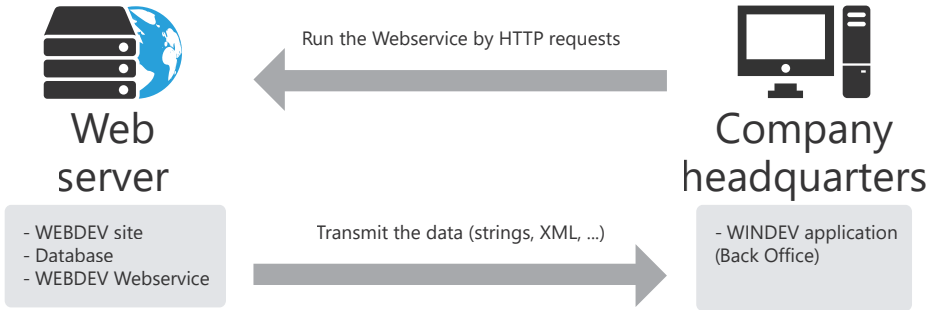 Run the Webservice by HTTP requests
Web
server
Company
headquarters
- WEBDEV site
- Database
- WEBDEV Webservice
Transmit the data (strings, XML, ...)
- WINDEV application
(Back Office)